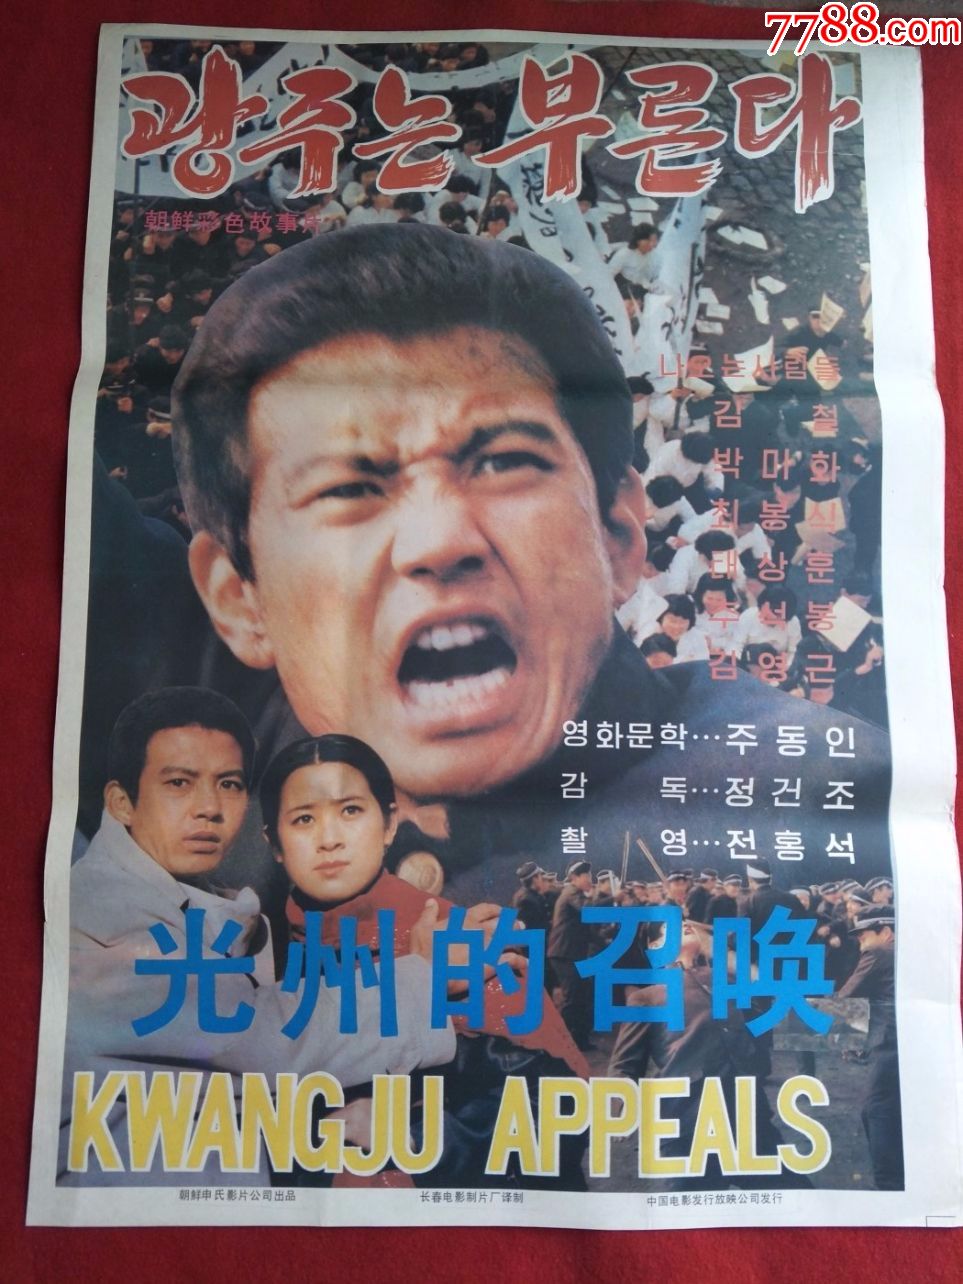 7788.com
광주는 부른다
朝鲜彩色故事片
나오는사람들
김철
박마화
최봉식
태상훈
주석봉
김영근
영화문학…주동인
감독…정건조
촬영…전홍석
光州的召唤
KWANGJU APPEALS
朝鲜申氏影片公司出品 长春电影制片厂译制 中国电影发行放映公司发行